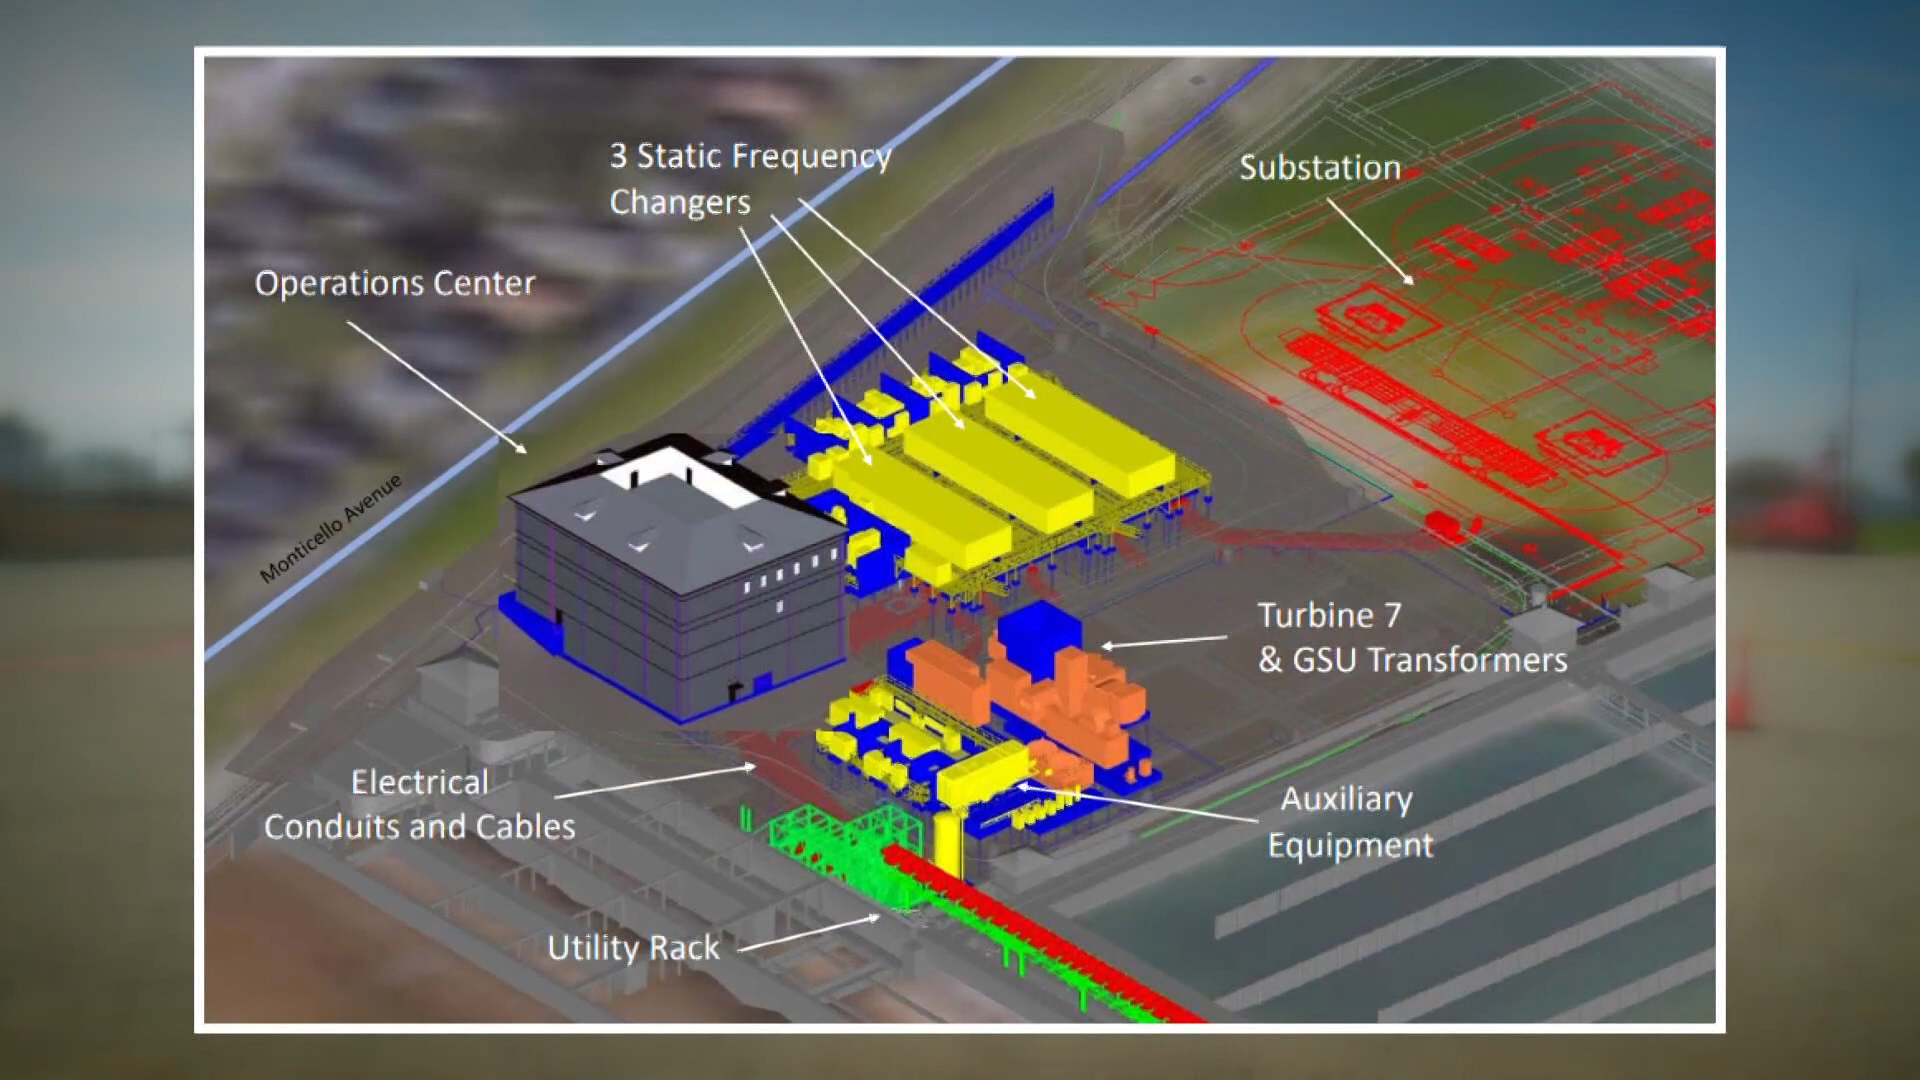 3 Static Frequency
Changers
Substation
Operations Center
Monticello Avenue
Turbine 7
& GSU Transformers
Electrical
Conduits and Cables
Auxiliary
Equipment
Utility Rack